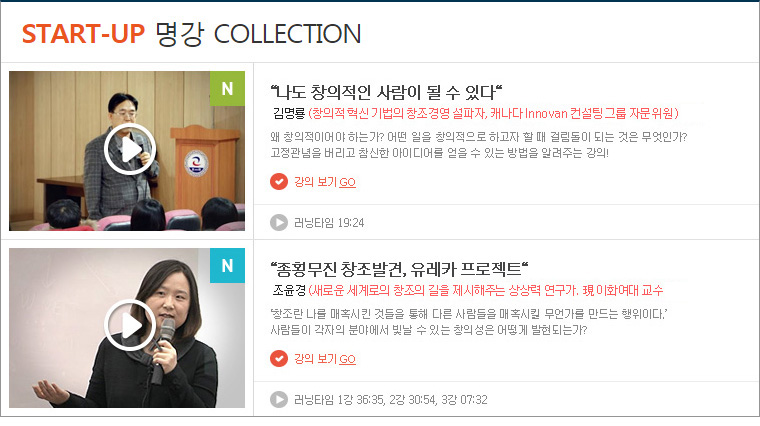 START-UP 명강 COLLECTION
N
“나도 창의적인 사람이 될 수 있다“
김명룡 (창의적 혁신 기법의 창조경영 설파자, 캐나다 Innovan 컨설팅 그룹 자문위원)
왜 창의적이어야 하는가? 어떤 일을 창의적으로 하고자 할 때 걸림돌이 되는 것은 무엇인가?
고정관념을 버리고 참신한 아이디어를 얻을 수 있는 방법을 알려주는 강의!
강의 보기 GO
러닝타임 19:24
N
“종횡무진 창조발견, 유레카 프로젝트“
조윤경 (새로운 세계로의 창조의 길을 제시해주는 상상력 연구가. 現 이화여대 교수
‘창조란 나를 매혹시킨 것들을 통해 다른 사람들을 매혹시킬 무언가를 만드는 행위이다.’
사람들이 각자의 분야에서 빛날 수 있는 창의성은 어떻게 발현되는가?
강의 보기 GO
러닝타임 1강 36:35, 2강 30:54, 3강 07:32